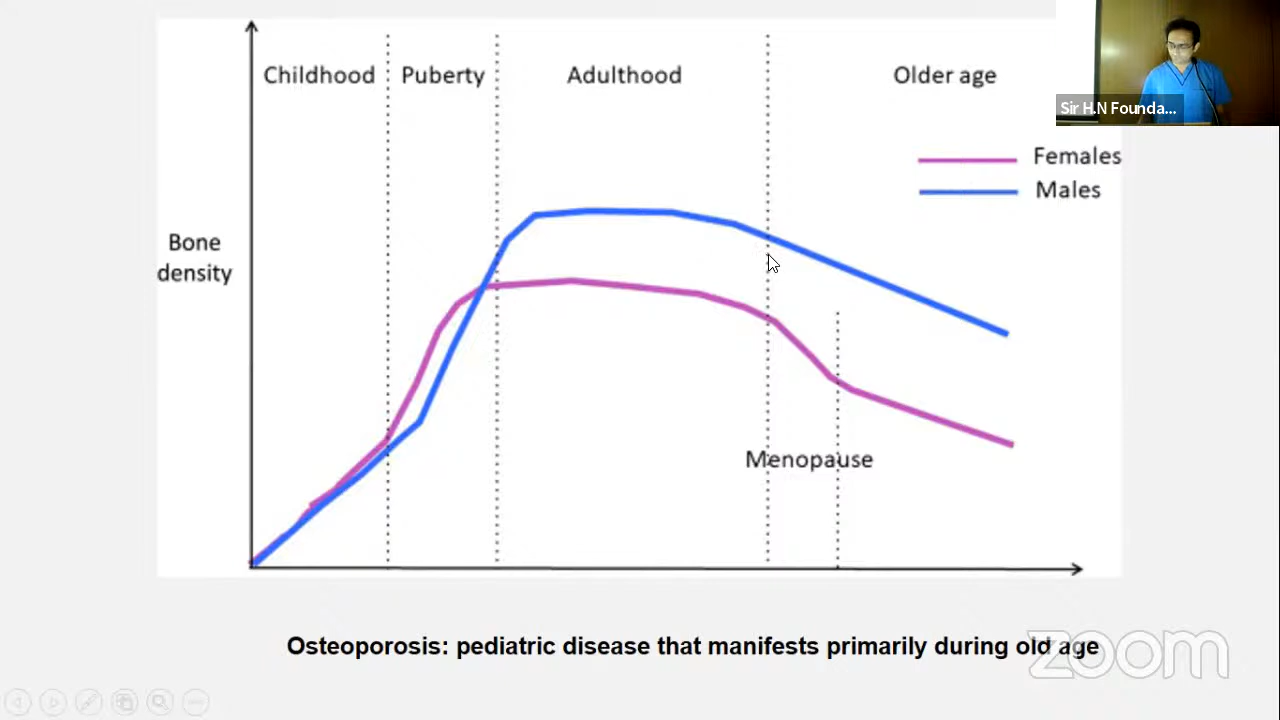 Childhood
Puberty
Adulthood
Older age
Sir H.N Founda...
Females
Males
Bone
density
Menopause
Osteoporosis: pediatric disease that manifests primarily during old age
zoom